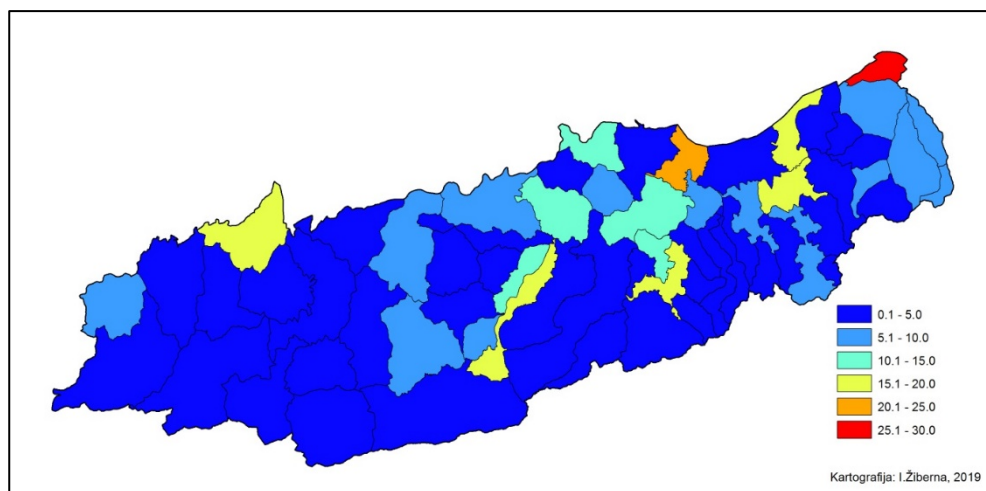 0.1 - 5.0
5.1 - 10.0
10.1 - 15.0
15.1 - 20.0
20.1 - 25.0
25.1 - 30.0
Kartografija: I.Žiberna, 2019